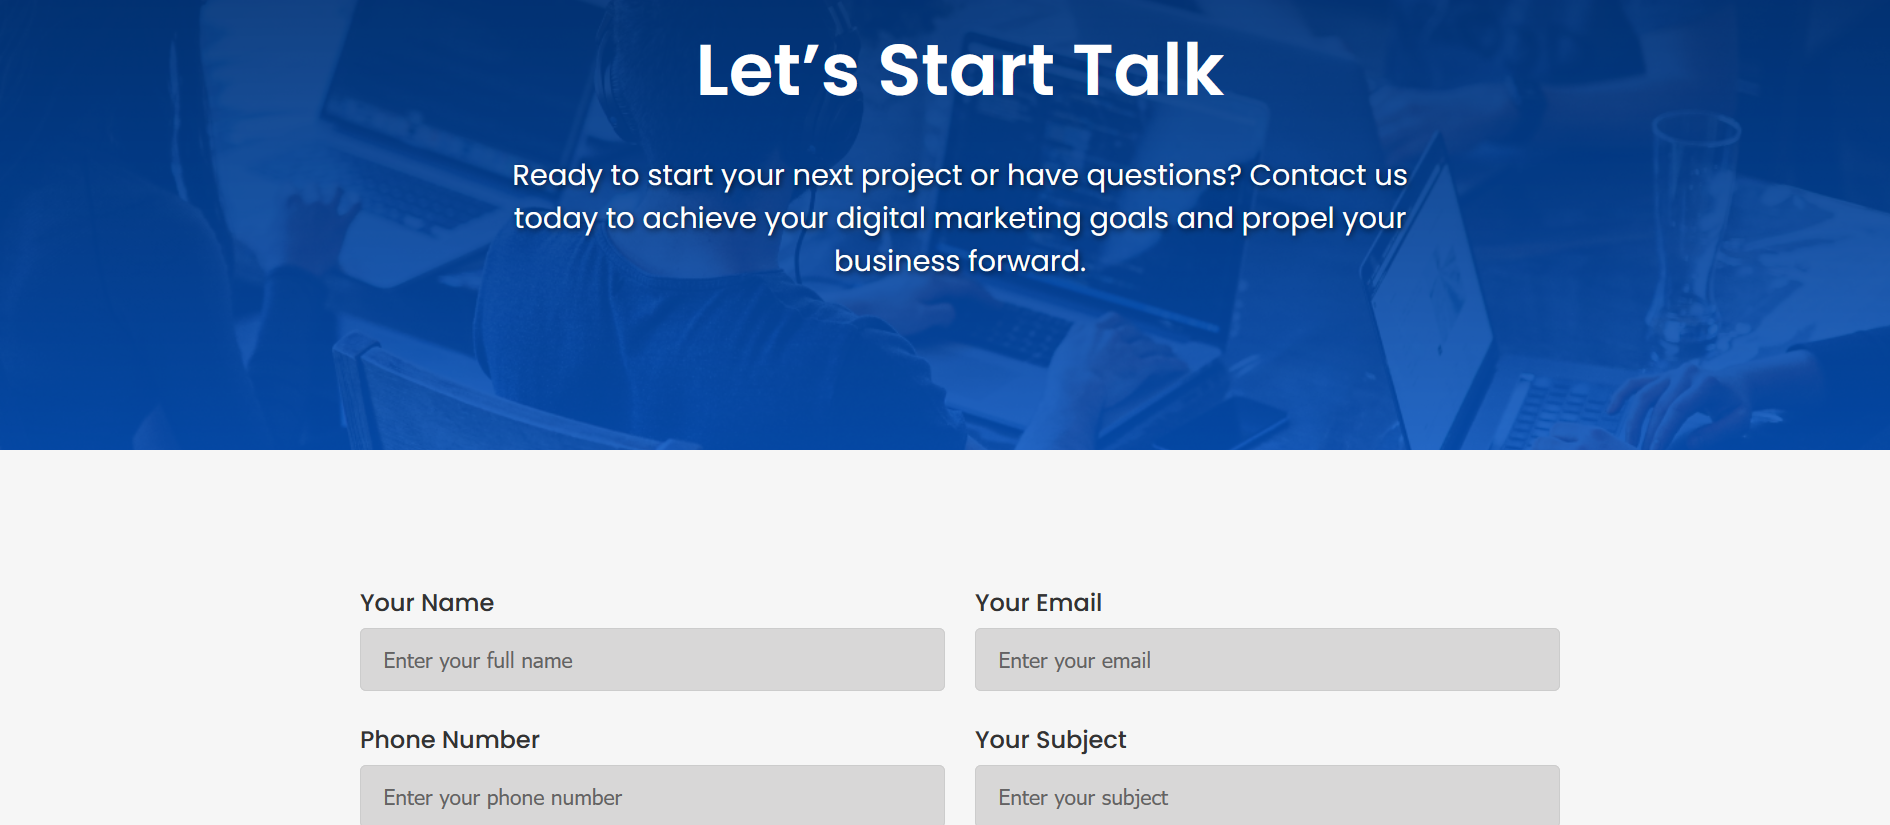 Let’s Start Talk
Ready to start your next project or have questions? Contact us
today to achieve your digital marketing goals and propel your
business forward.
Your Name
Your Email
Enter your full name
Enter your email
Phone Number
Your Subject
Enter your phone number
Enter your subject